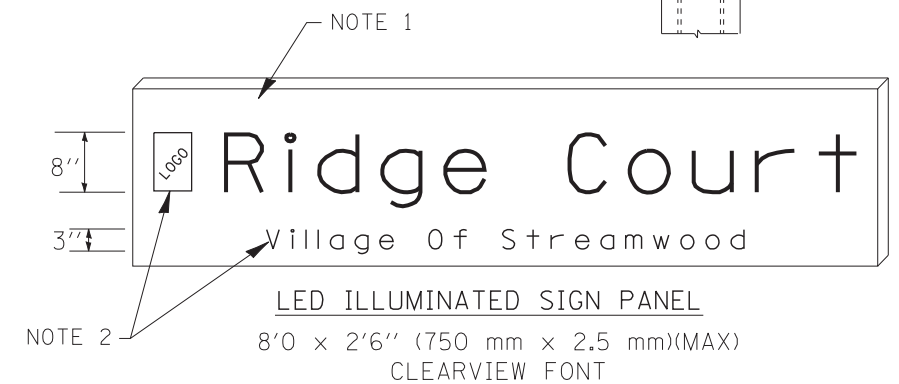 NOTE 1
8''
LOGO
Ridge Court
3''
Village Of Streamwood
LED ILLUMINATED SIGN PANEL
NOTE 2
8'0 x 2'6'' (750 mm x 2.5 mm)(MAX)
CLEARVIEW FONT